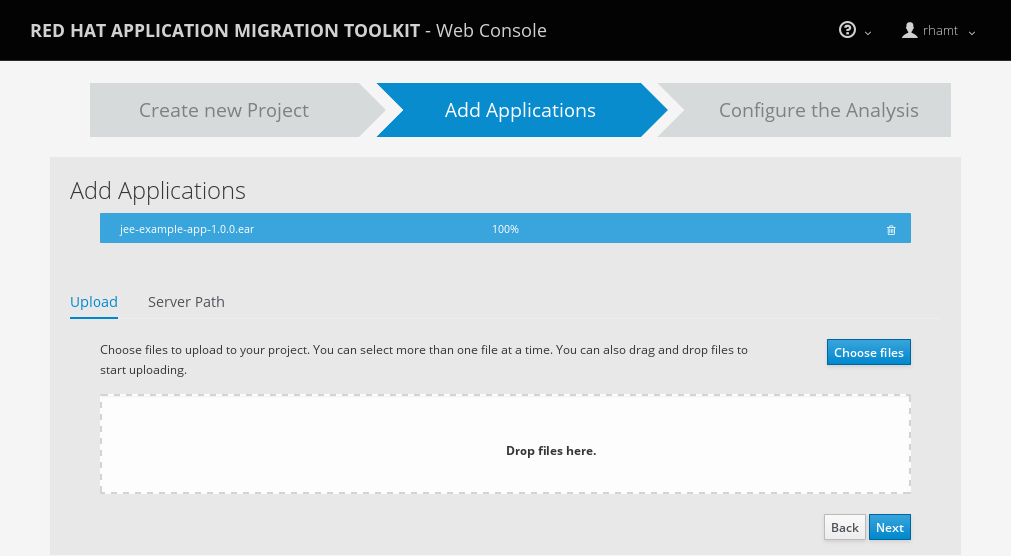 RED HAT APPLICATION MIGRATION TOOLKIT - Web Console
rhamt
Create new Project
Add Applications
Configure the Analysis
Add Applications
jee-example-app-1.0.0.ear 100%
Upload Server Path
Choose files to upload to your project. You can select more than one file at a time. You can also drag and drop files to
start uploading.
Choose files
Drop files here.
Back Next